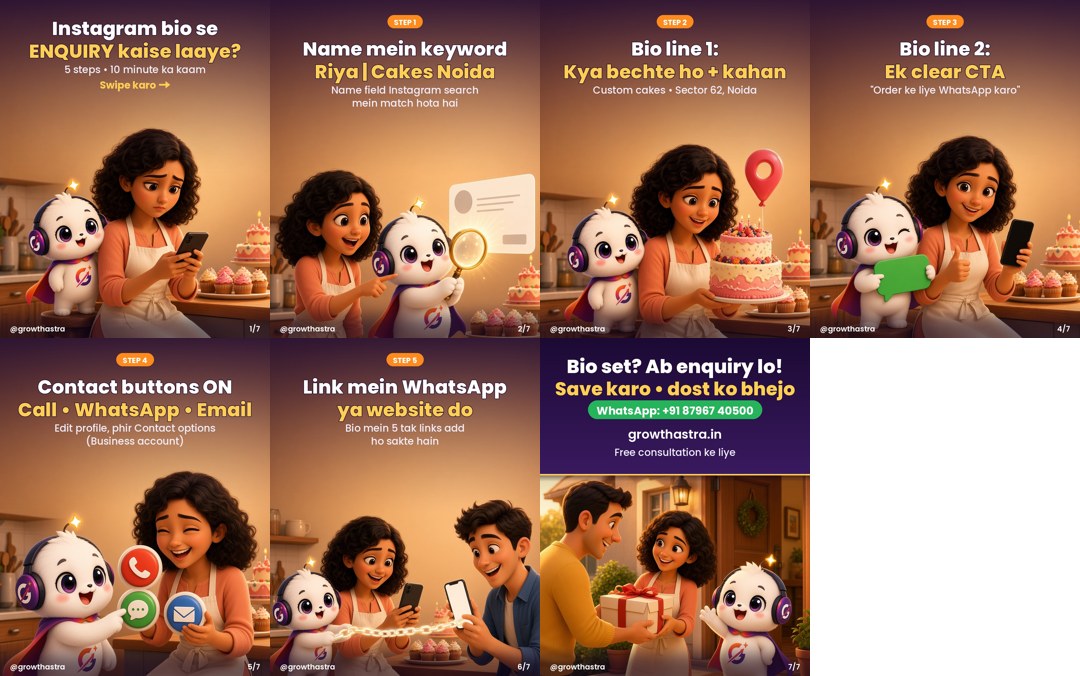 Instagram bio se
ENQUIRY kaise laaye?
5 steps • 10 minute ka kaam
Swipe karo →
@growthastra
1/7
STEP 1
Name mein keyword
Riya | Cakes Noida
Name field Instagram search
mein match hota hai
@growthastra
2/7
STEP 2
Bio line 1:
Kya bechte ho + kahan
Custom cakes • Sector 62, Noida
@growthastra
3/7
STEP 3
Bio line 2:
Ek clear CTA
"Order ke liye WhatsApp karo"
@growthastra
4/7
STEP 4
Contact buttons ON
Call • WhatsApp • Email
Edit profile, phir Contact options
(Business account)
@growthastra
5/7
STEP 5
Link mein WhatsApp
ya website do
Bio mein 5 tak links add
ho sakte hain
@growthastra
6/7
Bio set? Ab enquiry lo!
Save karo • dost ko bhejo
WhatsApp: +91 87967 40500
growthastra.in
Free consultation ke liye
@growthastra
7/7